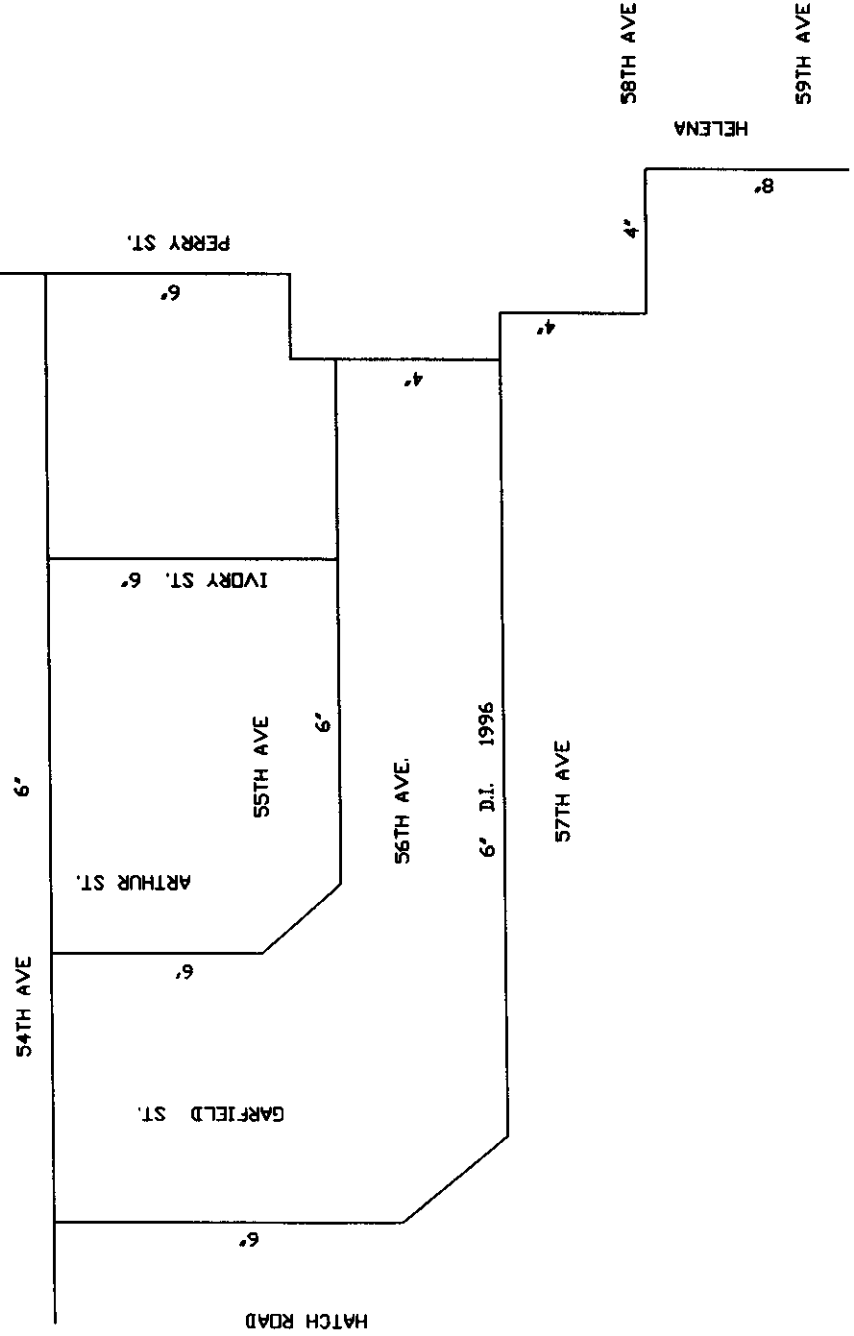 58TH AVE
59TH AVE
HELENA
8"
4"
4"
PERRY ST.
6"
4"
IVORY ST. 6"
6"
55TH AVE
6"
56TH AVE.
6" D.I. 1996
57TH AVE
ARTHUR ST.
54TH AVE
6"
GARFIELD ST.
6"
HATCH ROAD